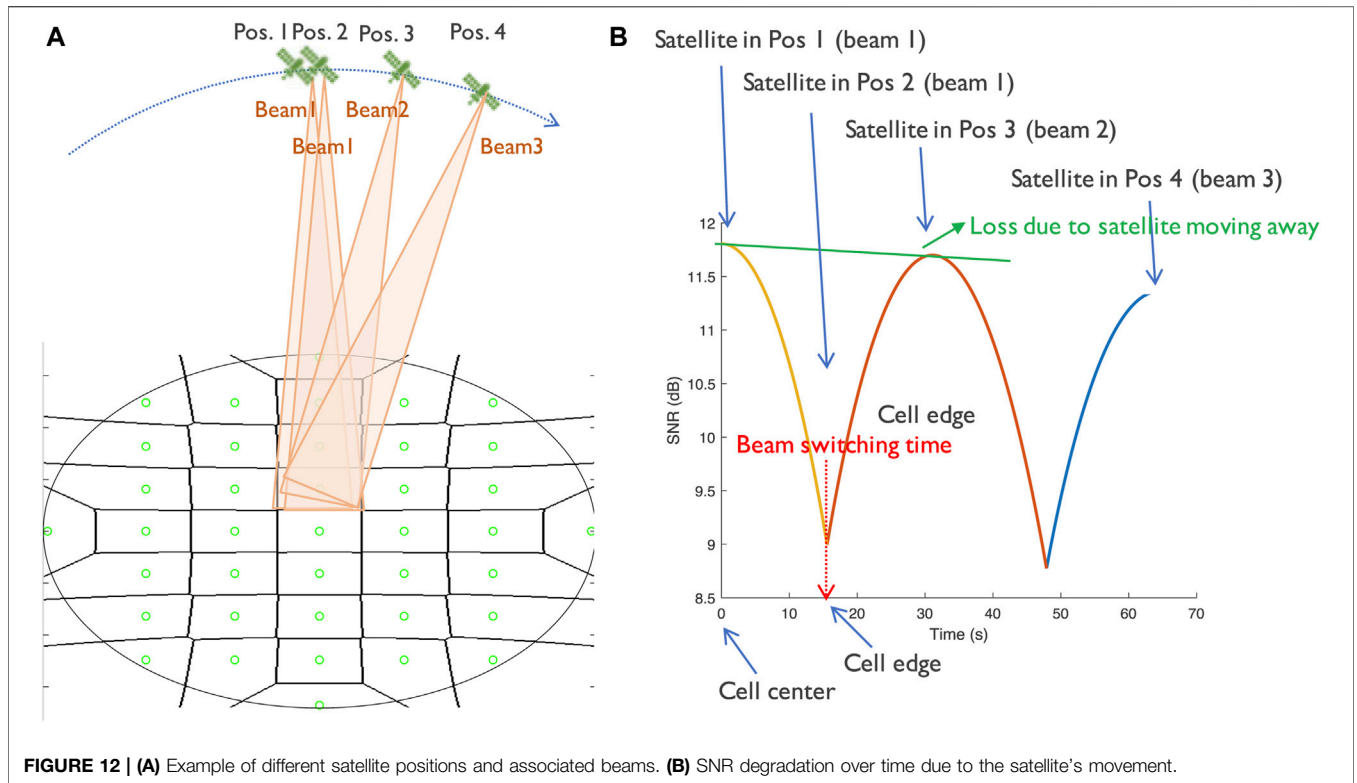 A
Pos. 1 Pos. 2 Pos. 3 Pos. 4
Beam1 Beam2
Beam1 Beam3
B
Satellite in Pos 1 (beam 1)
Satellite in Pos 2 (beam 1)
Satellite in Pos 3 (beam 2)
Satellite in Pos 4 (beam 3)
Loss due to satellite moving away
12
11.5
11
10.5
10
9.5
9
8.5
SNR (dB)
Cell edge
Beam switching time
0 10 20 30 40 50 60 70
Time (s)
Cell edge
Cell center
FIGURE 12 | (A) Example of different satellite positions and associated beams. (B) SNR degradation over time due to the satellite's movement.